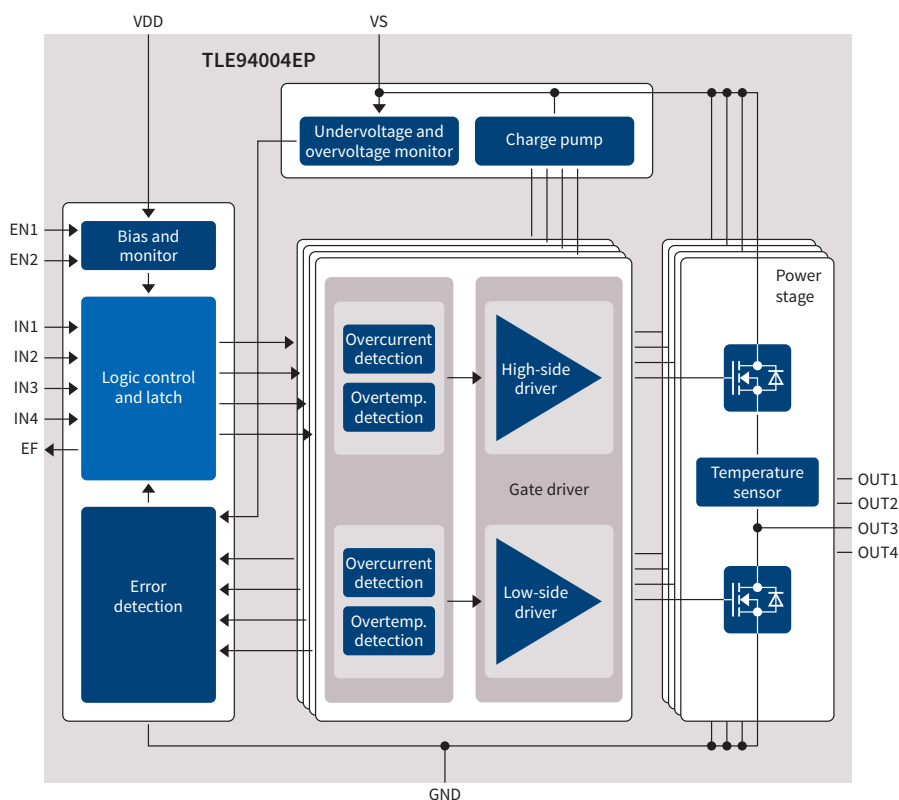 VDD
VS
TLE94004EP
Undervoltage and
overvoltage monitor
Charge pump
EN1
EN2
Bias and
monitor
IN1
IN2
IN3
IN4
EF
Logic control
and latch
Error
detection
Overcurrent
detection
Overtemp.
detection
High-side
driver
Gate driver
Overcurrent
detection
Overtemp.
detection
Low-side
driver
Power
stage
Temperature
sensor
OUT1
OUT2
OUT3
OUT4
GND